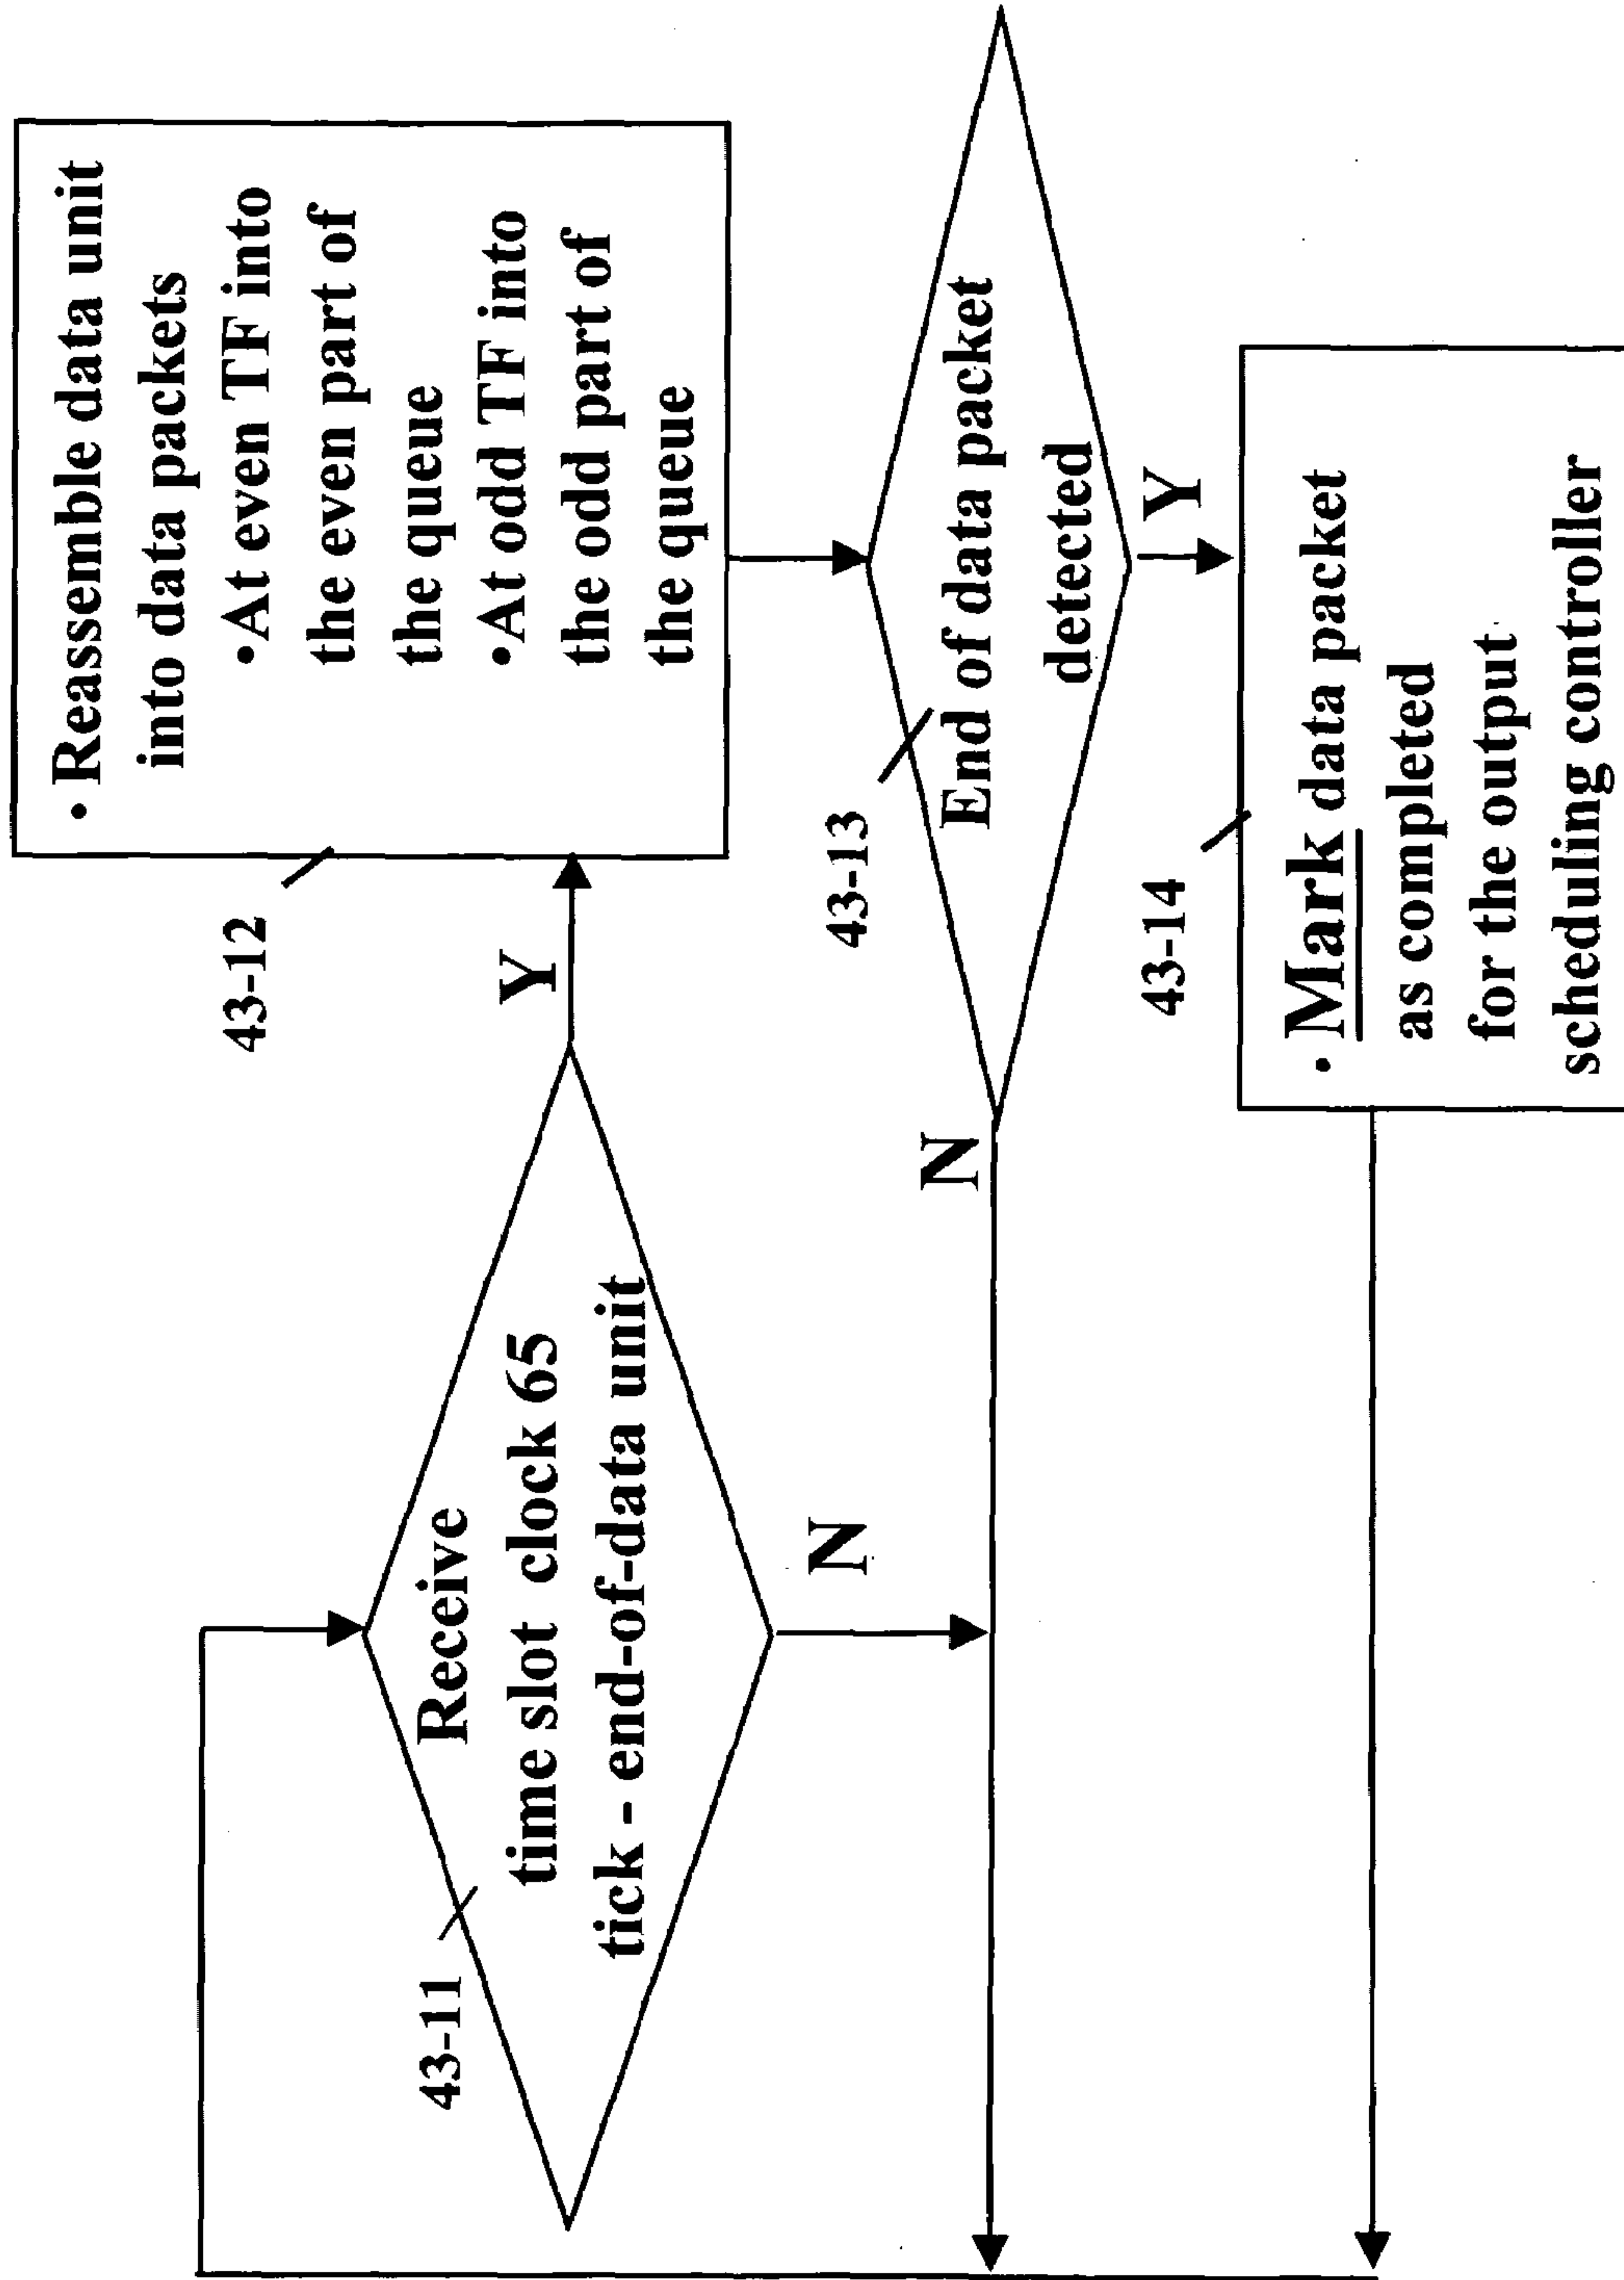 43-11
Receive
time slot clock 65
tick - end-of-data unit
Y
N
43-12
• Reassemble data unit
into data packets
•At even TF into
the even part of
the queue
•At odd TF into
the odd part of
the queue
43-13
End of data packet
detected
N
Y
43-14
• Mark data packet
as completed
for the output
scheduling controller